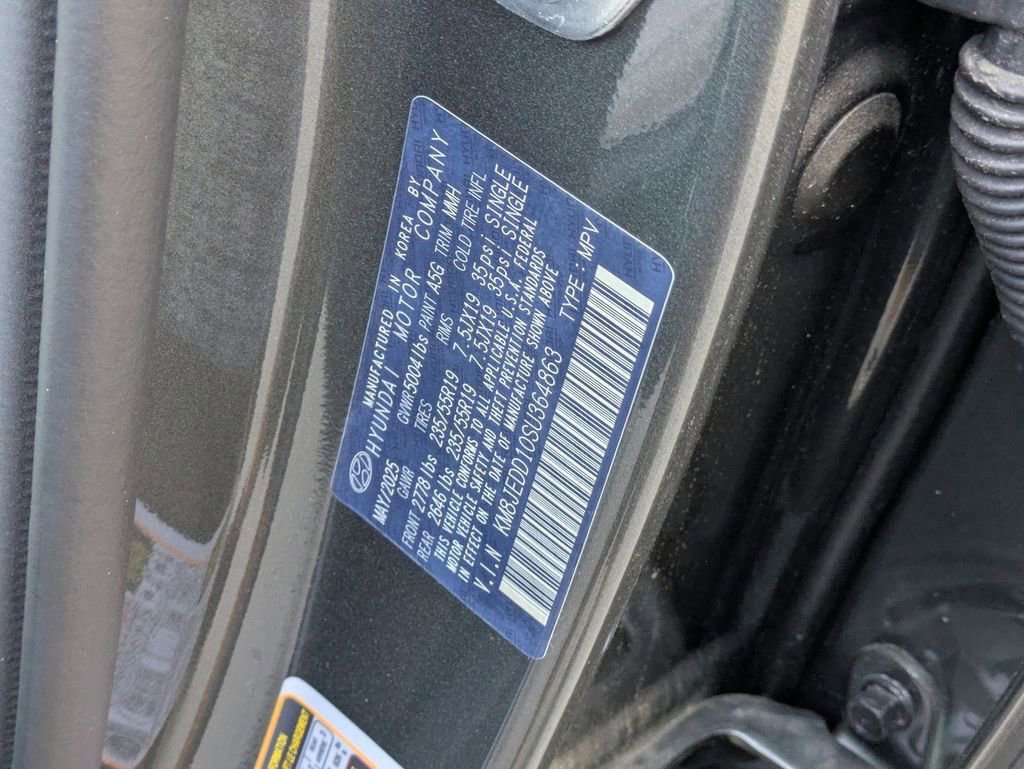 MANUFACTURED IN KOREA BY
HYUNDAI MOTOR COMPANY
MAY/2025 GVWR 5004 lbs PAINT A5G TRIM MMH
GAWR TIRES RIMS COLD TIRE INFL
FRONT 2778 lbs 235/55R19 7.5JX19 35psi SINGLE
REAR 2646 lbs 235/55R19 7.5JX19 35psi SINGLE
THIS VEHICLE CONFORMS TO ALL APPLICABLE U.S.A. FEDERAL
MOTOR VEHICLE SAFETY AND THEFT PREVENTION STANDARDS
IN EFFECT ON THE DATE OF MANUFACTURE SHOWN ABOVE
V.I.N KM8JEDD10SU364863 TYPE : MPV